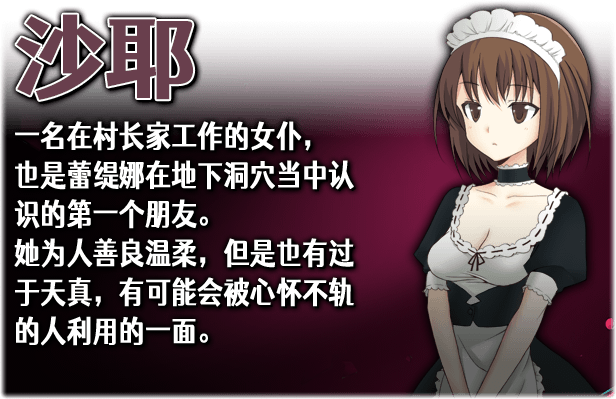 沙耶
一名在村长家工作的女仆，
也是蕾缇娜在地下洞穴当中认
识的第一个朋友。
她为人善良温柔，但是也有过
于天真，有可能会被心怀不轨
的人利用的一面。